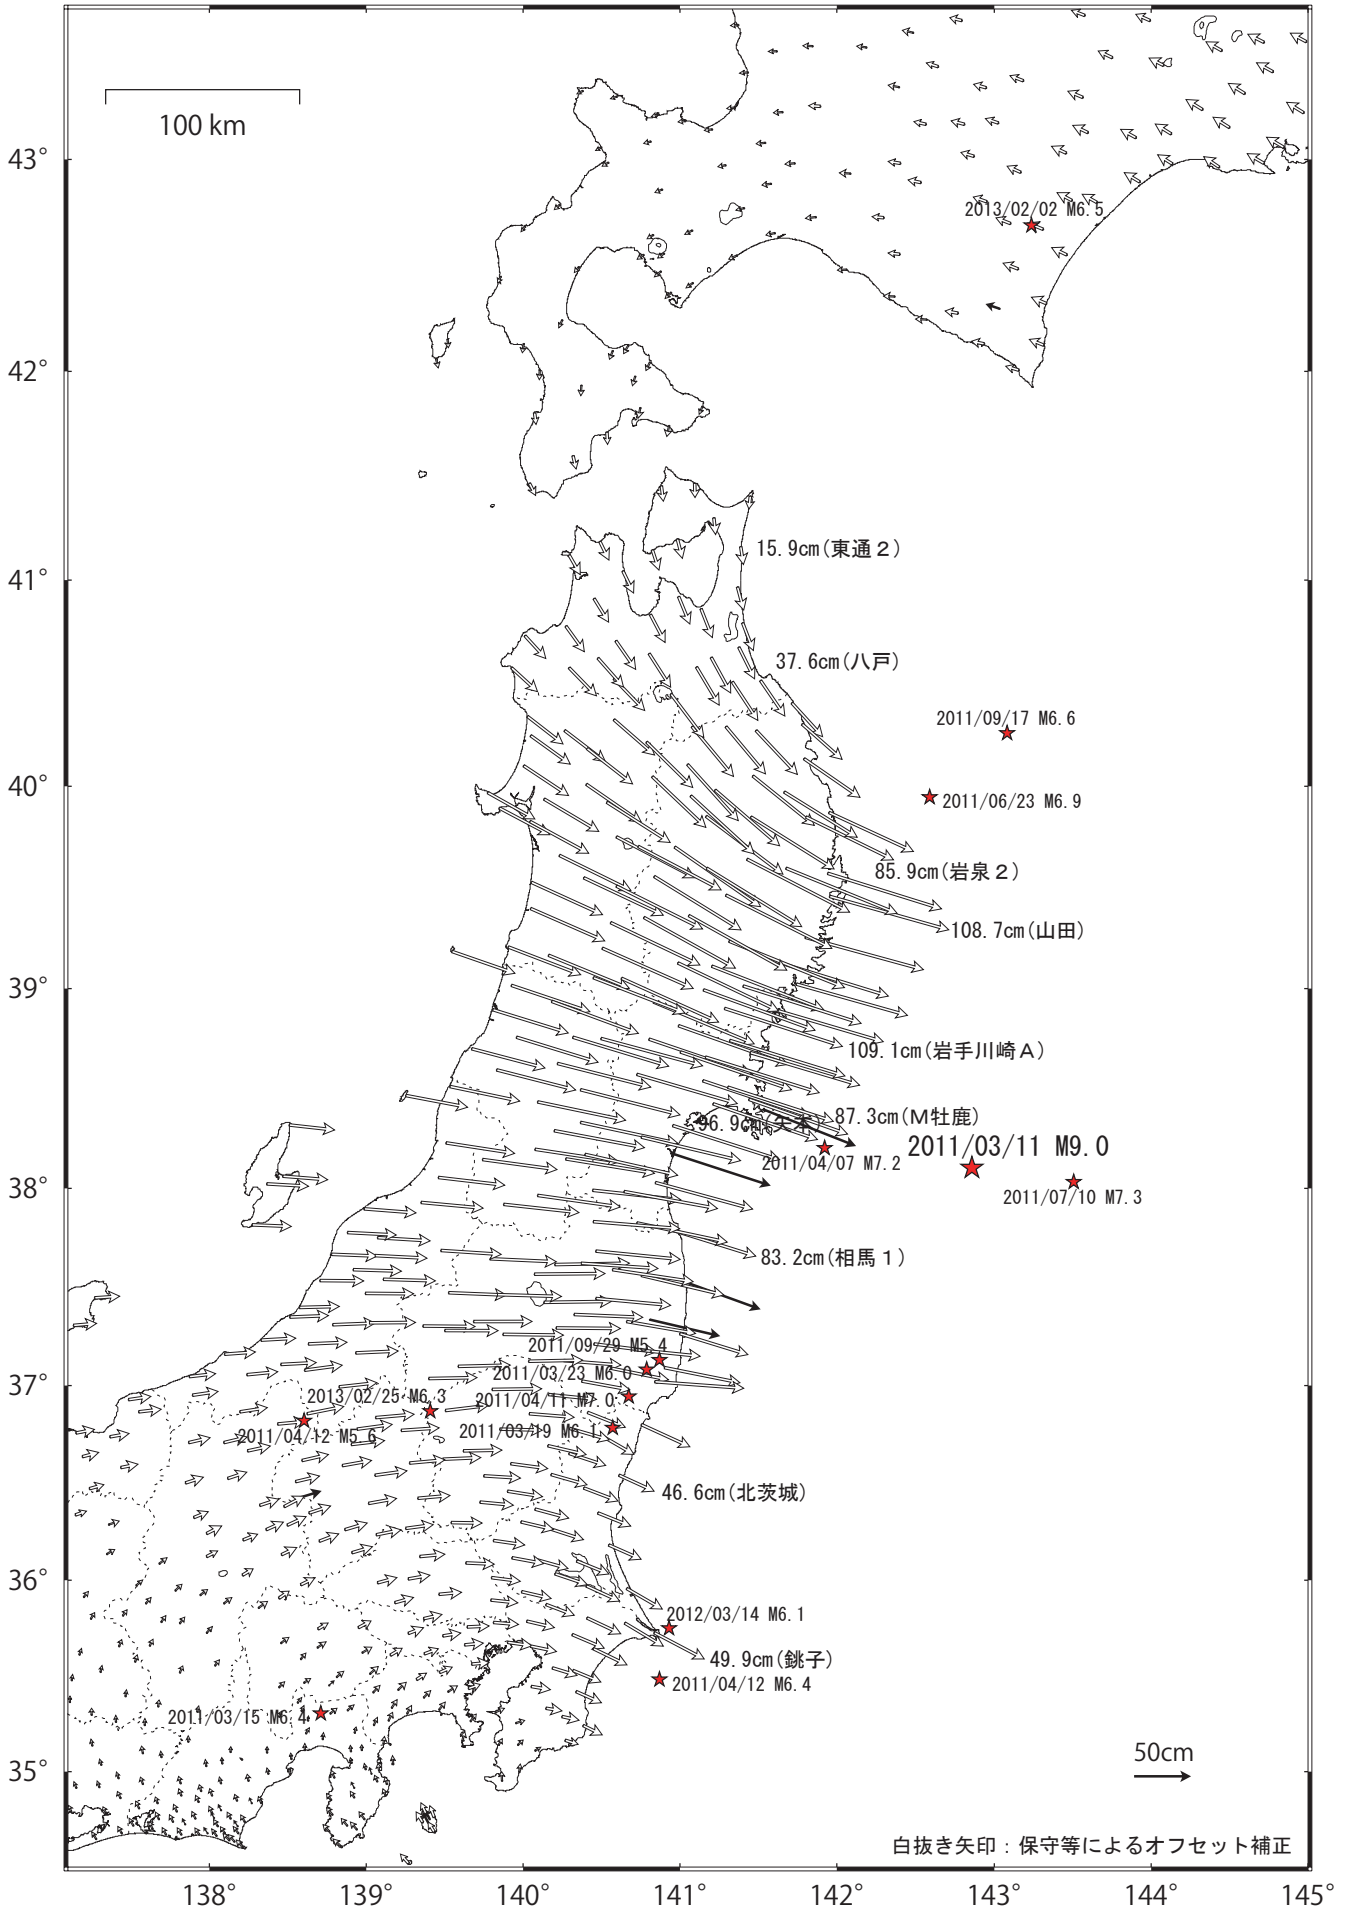 100 km
43°
2013/02/02 M6.5
42°
15.9cm(東通２)
41°
37.6cm(八戸)
2011/09/17 M6.6
40°
2011/06/23 M6.9
85.9cm(岩泉２)
108.7cm(山田)
39°
109.1cm(岩手川崎Ａ)
87.3cm(Ｍ牡鹿)
96.9cm(矢本)
2011/03/11 M9.0
2011/04/07 M7.2
38°
2011/07/10 M7.3
83.2cm(相馬１)
2011/09/29 M5.4
2011/03/23 M6.0
37°
2013/02/25 M6.3
2011/04/11 M7.0
2011/04/12 M5.6
2011/03/19 M6.1
46.6cm(北茨城)
36°
2012/03/14 M6.1
49.9cm(銚子)
2011/04/12 M6.4
2011/03/15 M6.4
50cm
35°
白抜き矢印：保守等によるオフセット補正
138°
139°
140°
141°
142°
143°
144°
145°